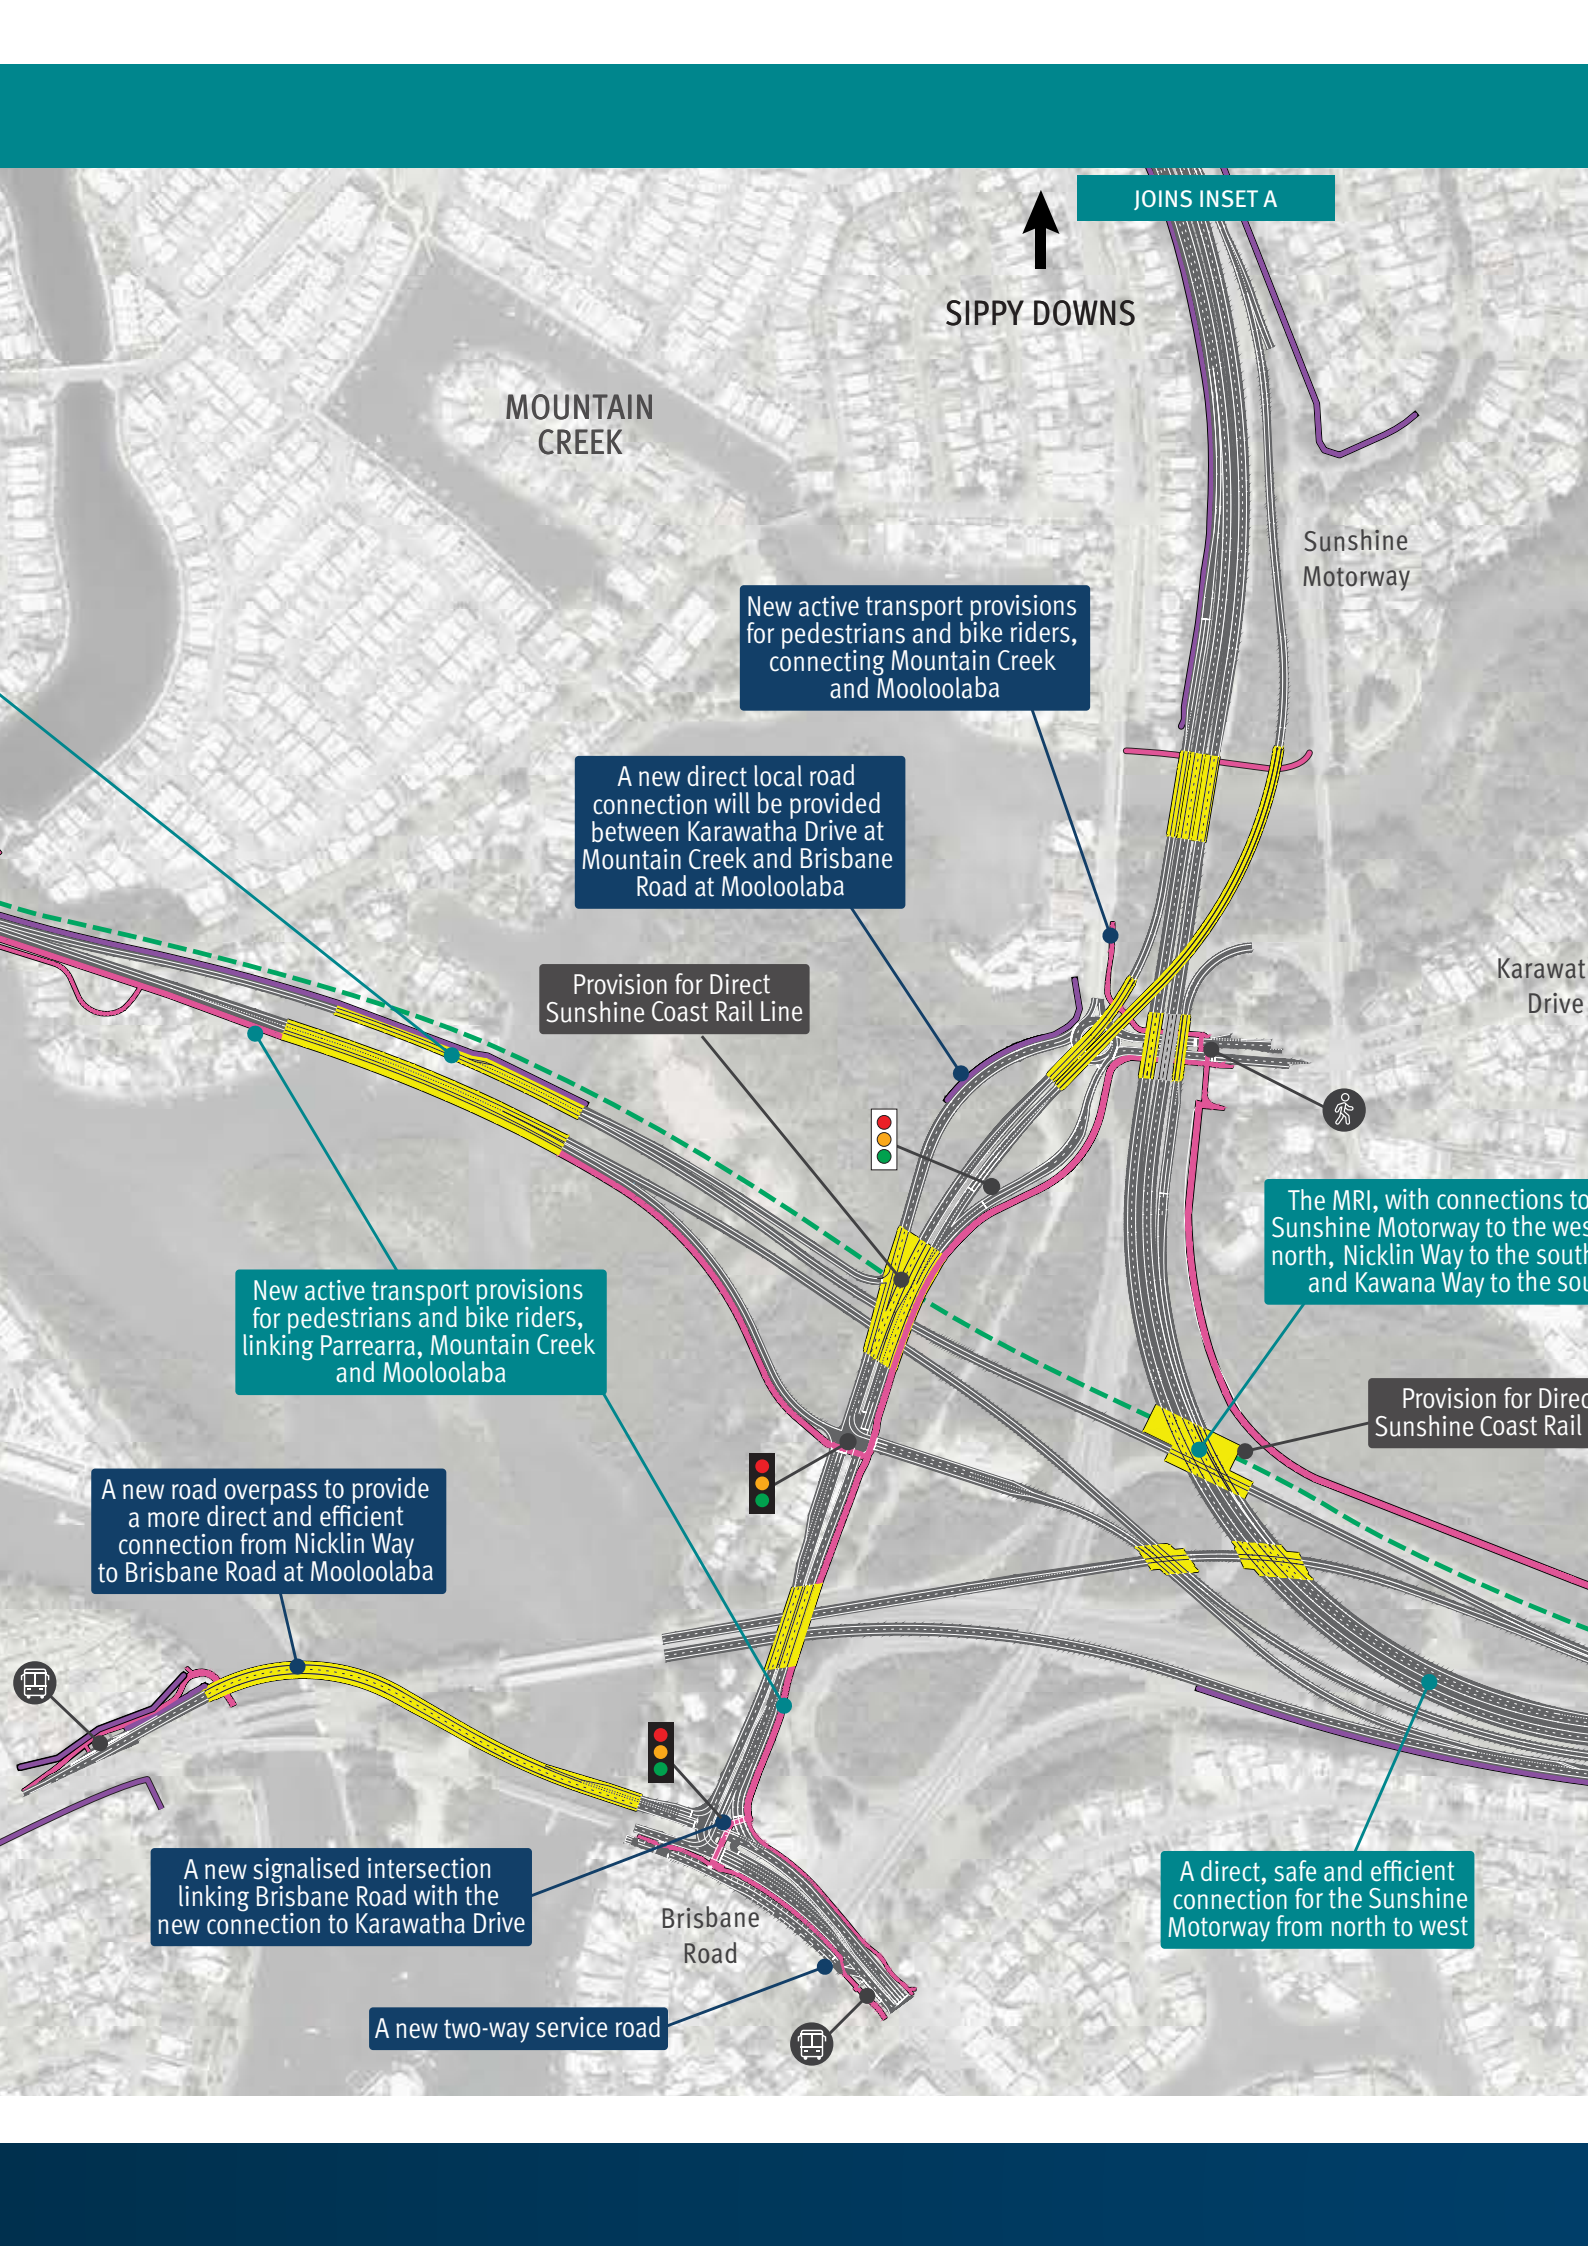 JOINS INSET A
SIPPY DOWNS
MOUNTAIN
CREEK
Sunshine
Motorway
New active transport provisions
for pedestrians and bike riders,
connecting Mountain Creek
and Mooloolaba
A new direct local road
connection will be provided
between Karawatha Drive at
Mountain Creek and Brisbane
Road at Mooloolaba
Provision for Direct
Sunshine Coast Rail Line
Karawat
Drive
The MRI, with connections to
Sunshine Motorway to the wes
north, Nicklin Way to the south
and Kawana Way to the sou
New active transport provisions
for pedestrians and bike riders,
linking Parrearra, Mountain Creek
and Mooloolaba
Provision for Direc
Sunshine Coast Rail
A new road overpass to provide
a more direct and efficient
connection from Nicklin Way
to Brisbane Road at Mooloolaba
A new signalised intersection
linking Brisbane Road with the
new connection to Karawatha Drive
Brisbane
Road
A direct, safe and efficient
connection for the Sunshine
Motorway from north to west
A new two-way service road